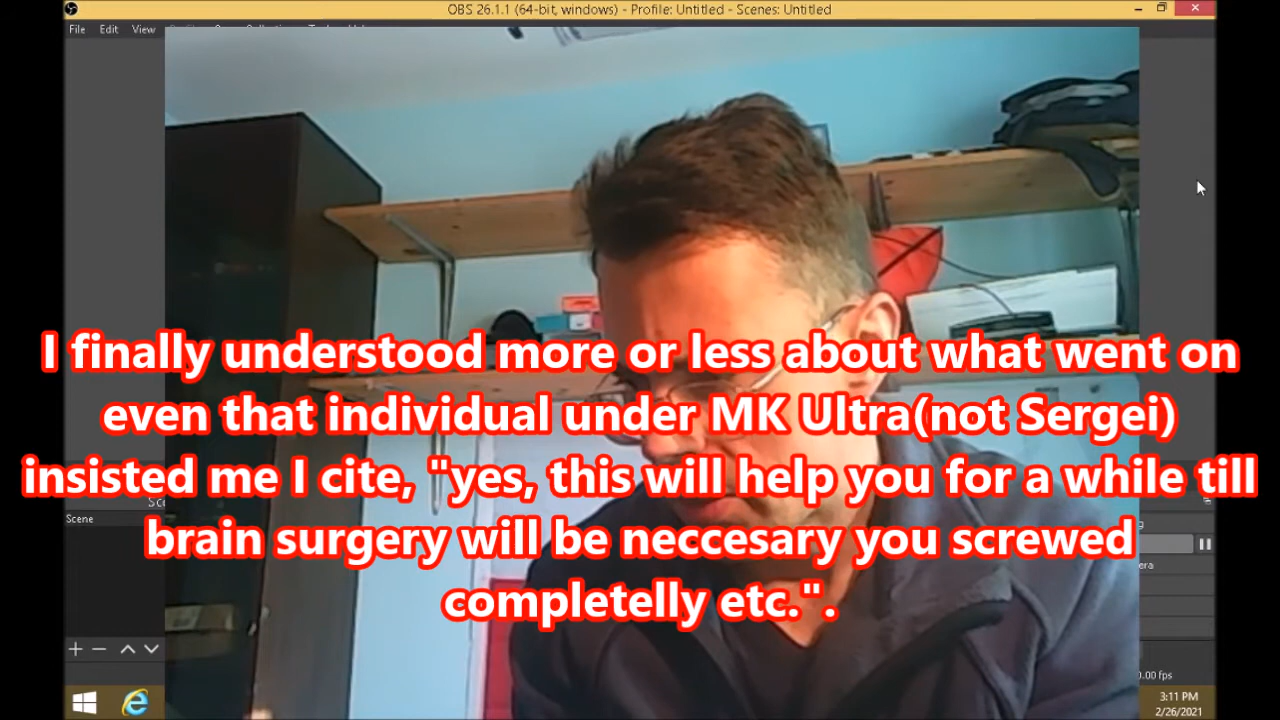 OBS 26.1.1 (64-bit, windows) - Profile: Untitled - Scenes: Untitled
File Edit View
I finally understood more or less about what went on
even that individual under MK Ultra(not Sergei)
insisted me I cite, "yes, this will help you for a while till
brain surgery will be neccesary you screwed
completelly etc.".
Scene
3:11 PM
2/26/2021